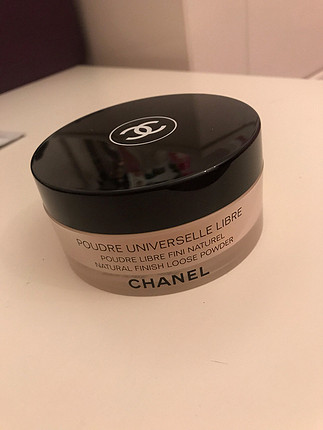 POUDRE UNIVERSELLE LIBRE
POUDRE LIBRE FINI NATUREL
NATURAL FINISH LOOSE POWDER
CHANEL